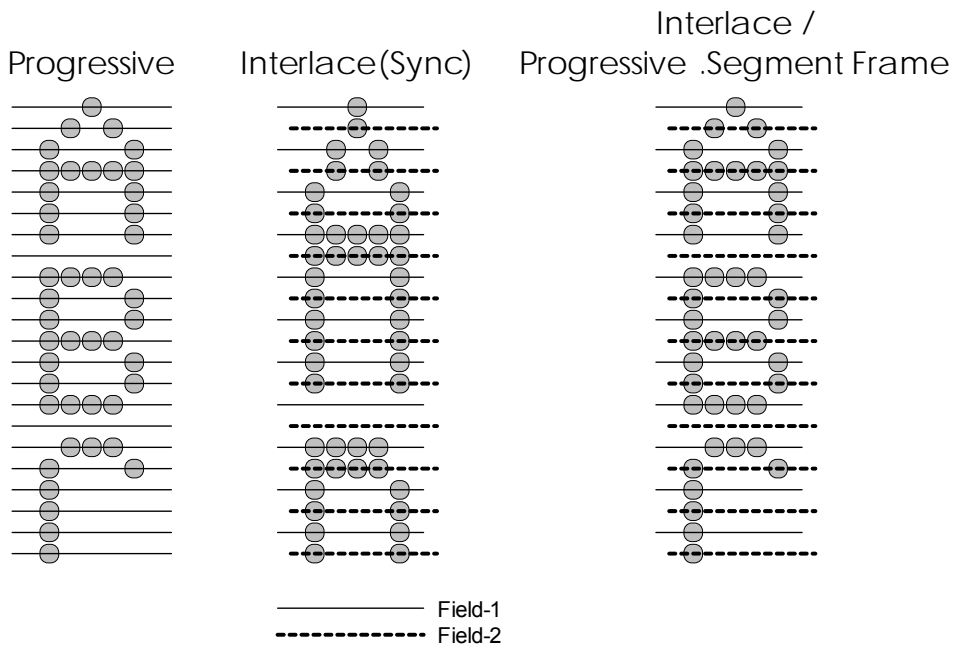 Progressive
Interlace(Sync)
Interlace /
Progressive .Segment Frame
Field-1
Field-2